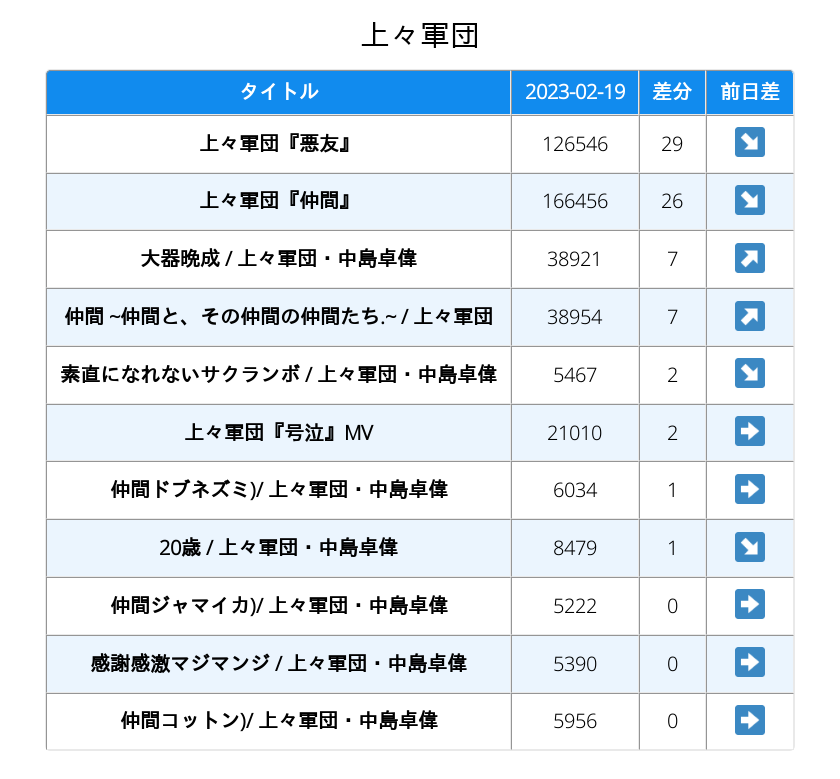 上々軍団
タイトル 2023-02-19 差分 前日差
上々軍団『悪友』 126546 29 ↘
上々軍団『仲間』 166456 26 ↘
大器晩成 / 上々軍団・中島卓偉 38921 7 ↗
仲間 ~仲間と、その仲間の仲間たち.~ / 上々軍団 38954 7 ↗
素直になれないサクランボ / 上々軍団・中島卓偉 5467 2 ↘
上々軍団『号泣』MV 21010 2 ➡
仲間ドブネズミ)/ 上々軍団・中島卓偉 6034 1 ➡
20歳 / 上々軍団・中島卓偉 8479 1 ↘
仲間ジャマイカ)/ 上々軍団・中島卓偉 5222 0 ➡
感謝感激マジマンジ / 上々軍団・中島卓偉 5390 0 ➡
仲間コットン)/ 上々軍団・中島卓偉 5956 0 ➡